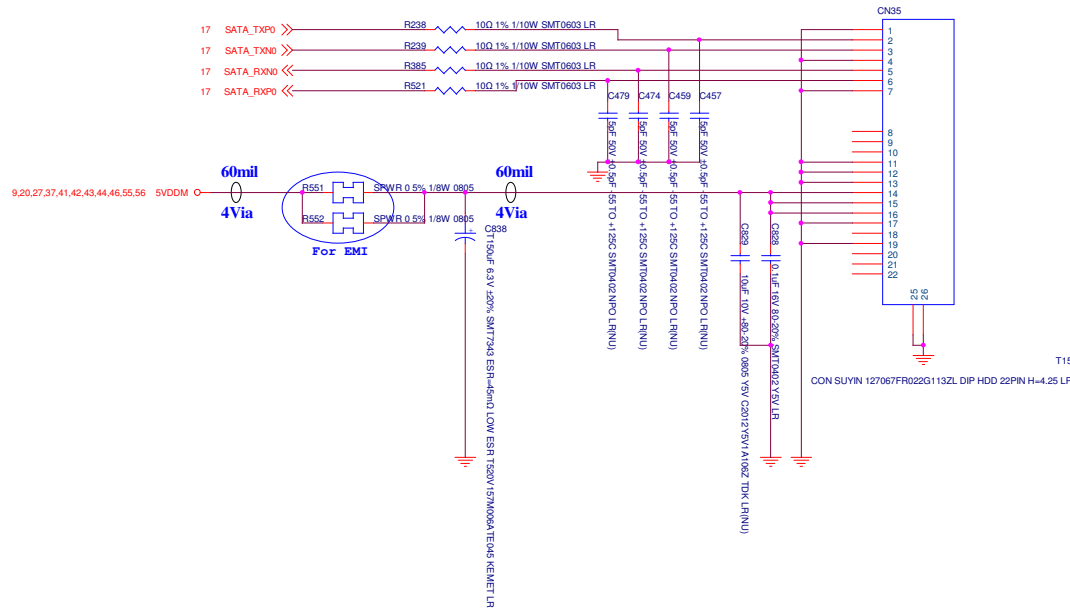 CN35
17 SATA_TXP0 R238 10Ω 1% 1/10W SMT0603 LR
17 SATA_TXN0 R239 10Ω 1% 1/10W SMT0603 LR
17 SATA_RXN0 R385 10Ω 1% 1/10W SMT0603 LR
17 SATA_RXP0 R521 10Ω 1% 1/10W SMT0603 LR
1
2
3
4
5
6
7
8
9
10
11
12
13
14
15
16
17
18
19
20
21
22
25
26
C479 C474 C459 C457
5pF 50V ±0.5pF -55 TO +125C SMT0402 NPO LR(NU)
5pF 50V ±0.5pF -55 TO +125C SMT0402 NPO LR(NU)
5pF 50V ±0.5pF -55 TO +125C SMT0402 NPO LR(NU)
5pF 50V ±0.5pF -55 TO +125C SMT0402 NPO LR(NU)
60mil
4Via
60mil
4Via
9,20,27,37,41,42,43,44,46,55,56 5VDDM
R551 SPWR 0 5% 1/8W 0805
R552 SPWR 0 5% 1/8W 0805
For EMI
C838
+
T150uF 6.3V ±20% SMT7343 ESR=45mΩ LOW ESR T520V157M006ATE045 KEMET LR
C829
10uF 10V +80-20% 0805 Y5V C2012Y5V1A106Z TDK LR(NU)
C828
0.1uF 16V 80-20% SMT0402 Y5V LR
T15
CON SUYIN 127067FR022G113ZL DIP HDD 22PIN H=4.25 LF